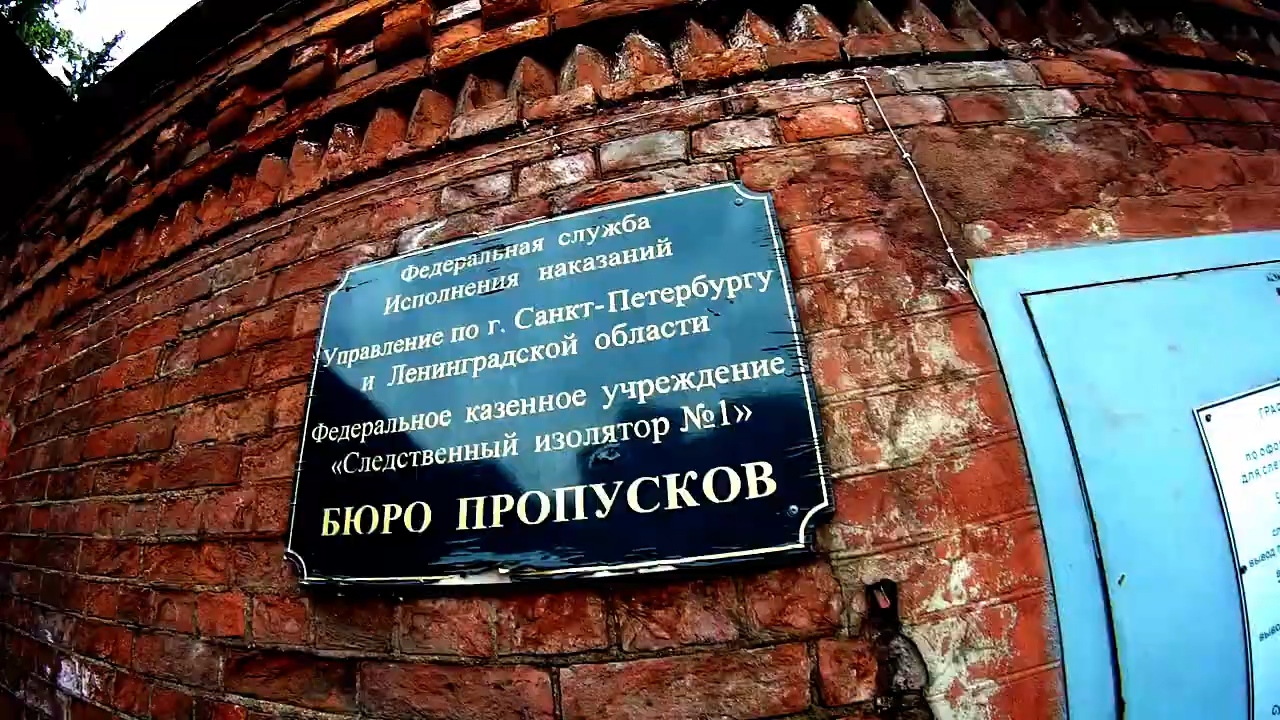 Федеральная служба
Исполнения наказаний
Управление по г. Санкт-Петербургу
и Ленинградской области
Федеральное казенное учреждение
«Следственный изолятор №1»
БЮРО ПРОПУСКОВ